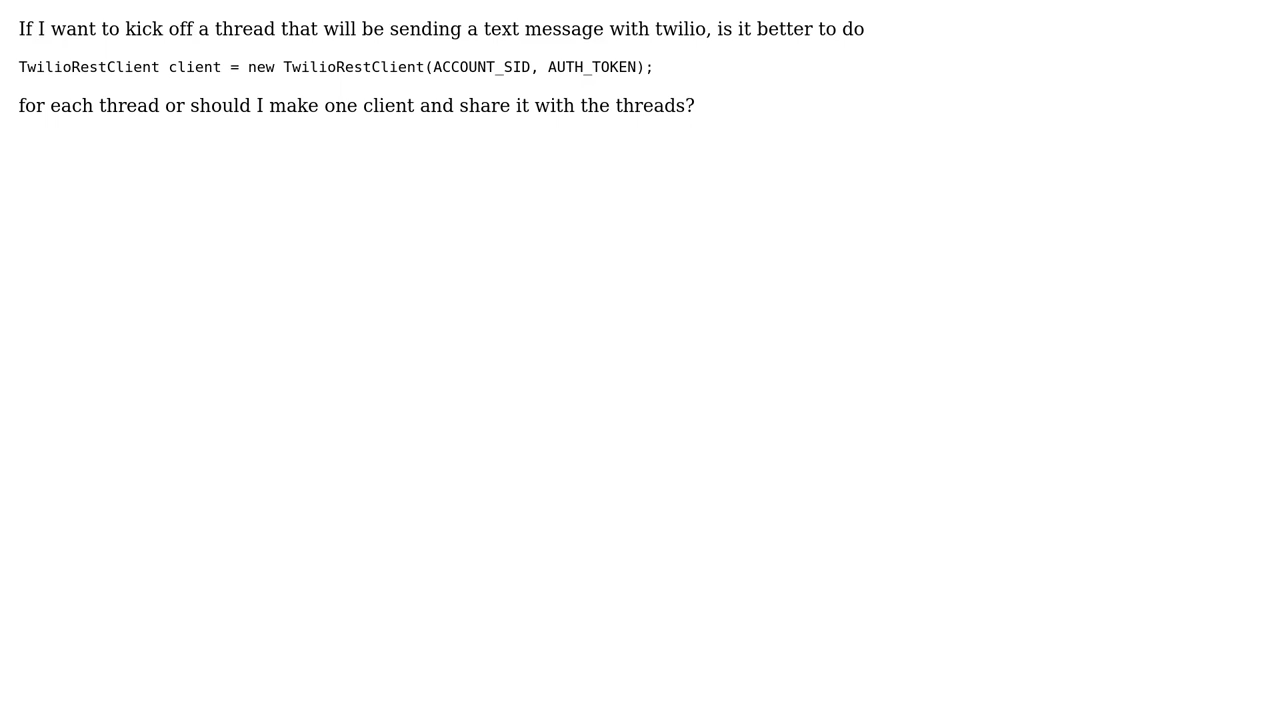 If I want to kick off a thread that will be sending a text message with twilio, is it better to do
TwilioRestClient client = new TwilioRestClient(ACCOUNT_SID, AUTH_TOKEN);
for each thread or should I make one client and share it with the threads?